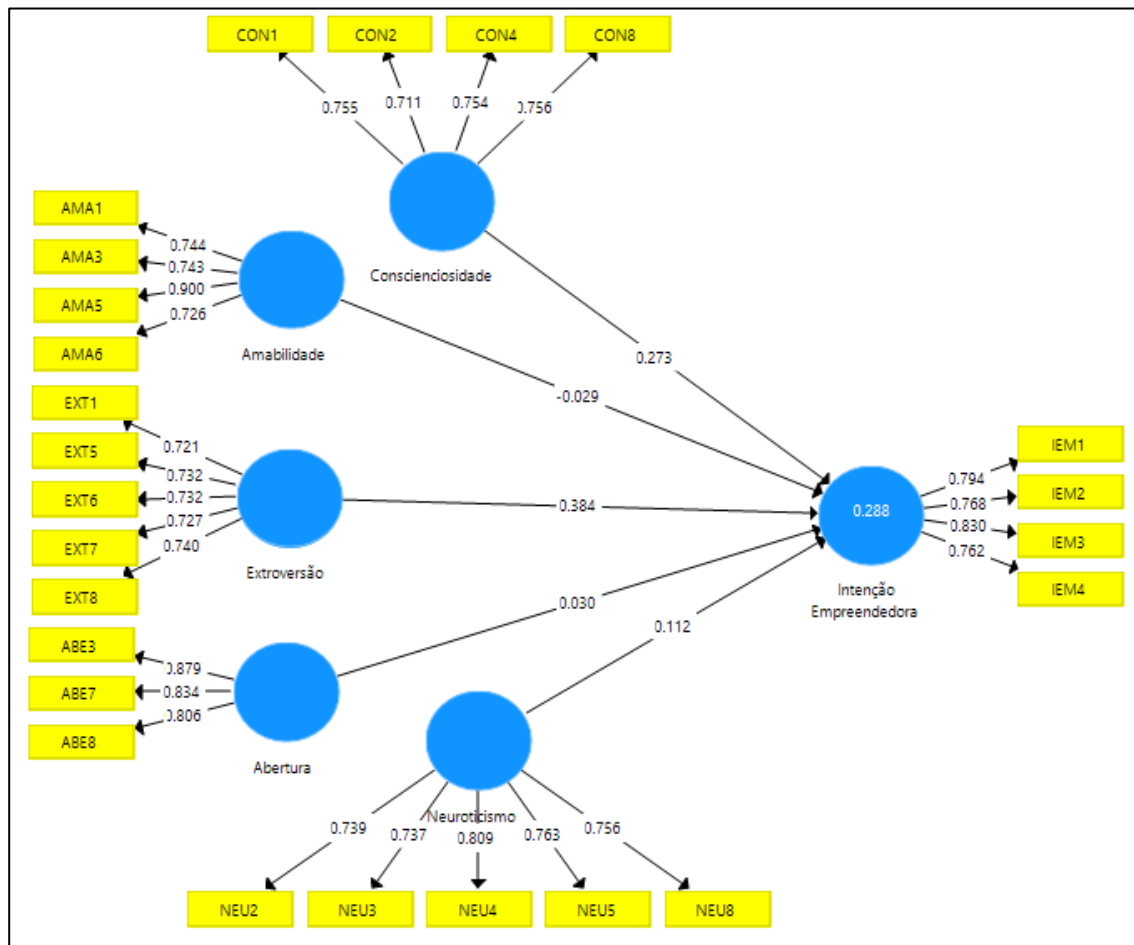 CON1
CON2
CON4
CON8
0.755
0.711
0.754
0.756
Conscienciosidade
AMA1
AMA3
AMA5
AMA6
0.744
0.743
0.900
0.726
Amabilidade
0.273
-0.029
EXT1
EXT5
EXT6
EXT7
EXT8
0.721
0.732
0.732
0.727
0.740
Extroversão
0.384
0.288
Intenção
Empreendedora
0.794
0.768
0.830
0.762
IEM1
IEM2
IEM3
IEM4
ABE3
ABE7
ABE8
0.879
0.834
0.806
Abertura
0.030
0.112
Neuroticismo
0.739
0.737
0.809
0.763
0.756
NEU2
NEU3
NEU4
NEU5
NEU8